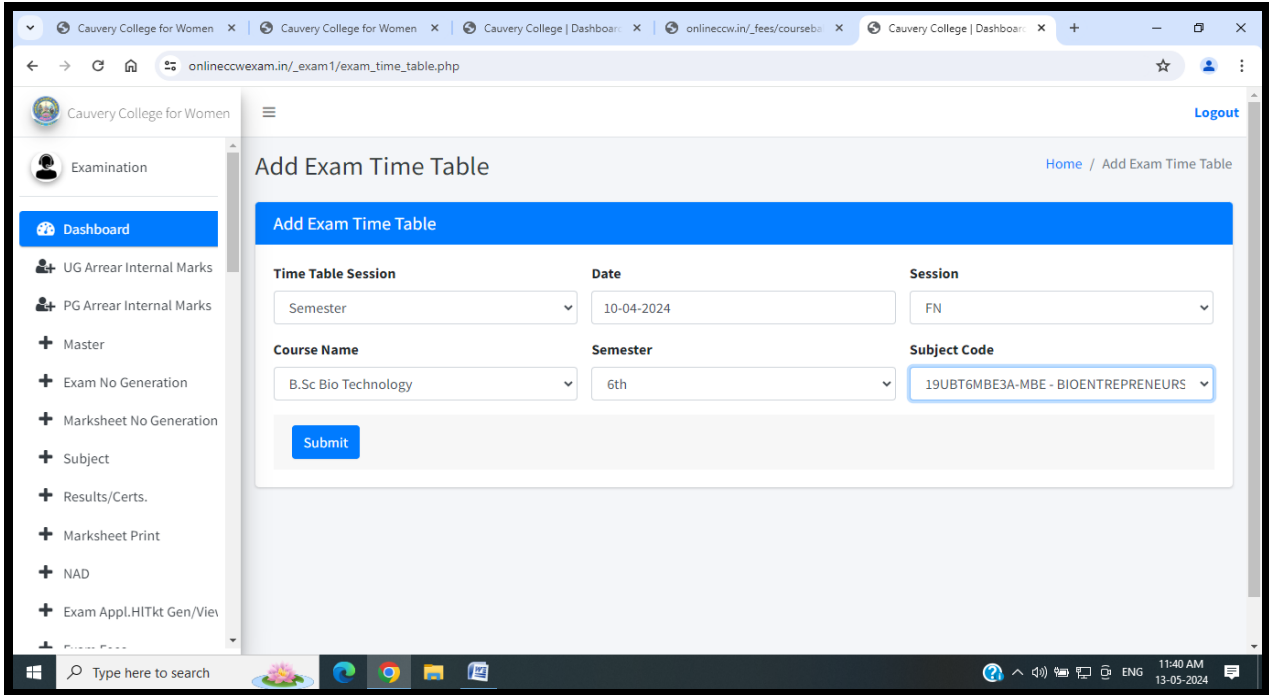 Cauvery College for Women
Cauvery College for Women
Cauvery College | Dashboard
onlineccw.in/_fees/courseba
Cauvery College | Dashboard
onlineccwexam.in/_exam1/exam_time_table.php
Cauvery College for Women
Logout
Examination
Add Exam Time Table
Home / Add Exam Time Table
Dashboard
UG Arrear Internal Marks
PG Arrear Internal Marks
Master
Exam No Generation
Marksheet No Generation
Subject
Results/Certs.
Marksheet Print
NAD
Exam Appl.HlTkt Gen/View
Exam Fees
Add Exam Time Table
Time Table Session
Date
Session
Semester
10-04-2024
FN
Course Name
Semester
Subject Code
B.Sc Bio Technology
6th
19UBT6MBE3A-MBE - BIOENTREPRENEURS
Submit
Type here to search
ENG
11:40 AM
13-05-2024